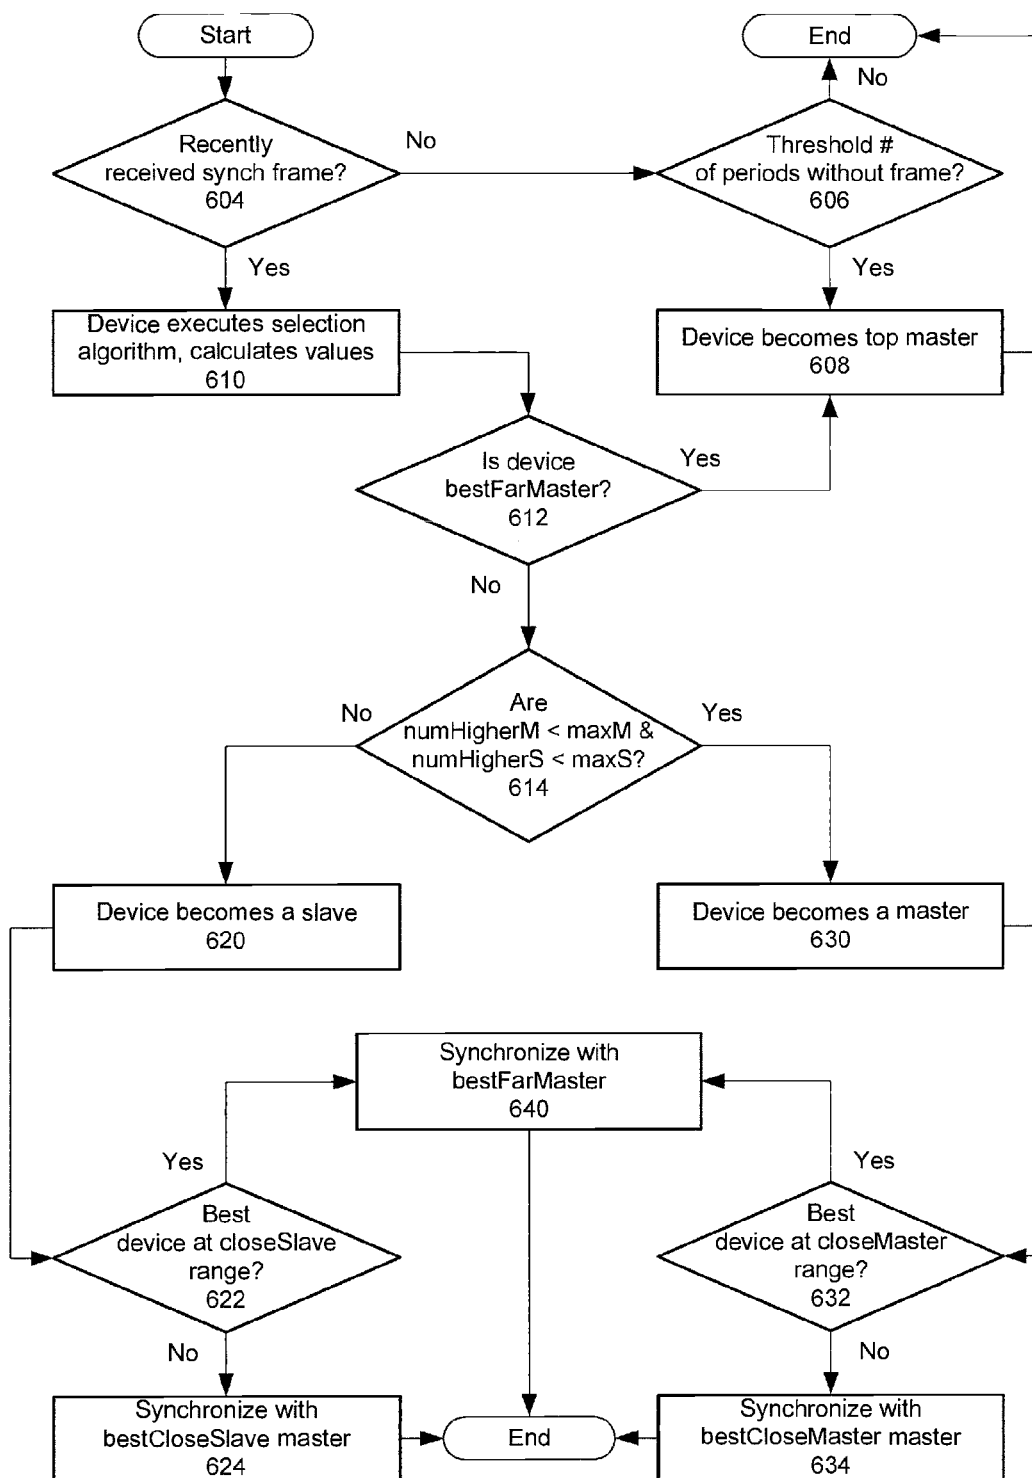 Start
End
No
Recently
received synch frame?
604
No
Threshold #
of periods without frame?
606
Yes
Yes
Device executes selection
algorithm, calculates values
610
Device becomes top master
608
Is device
bestFarMaster?
612
Yes
No
Are
numHigherM < maxM &
numHigherS < maxS?
614
No
Yes
Device becomes a slave
620
Device becomes a master
630
Synchronize with
bestFarMaster
640
Yes
Yes
Best
device at closeSlave
range?
622
Best
device at closeMaster
range?
632
No
No
Synchronize with
bestCloseSlave master
624
End
Synchronize with
bestCloseMaster master
634